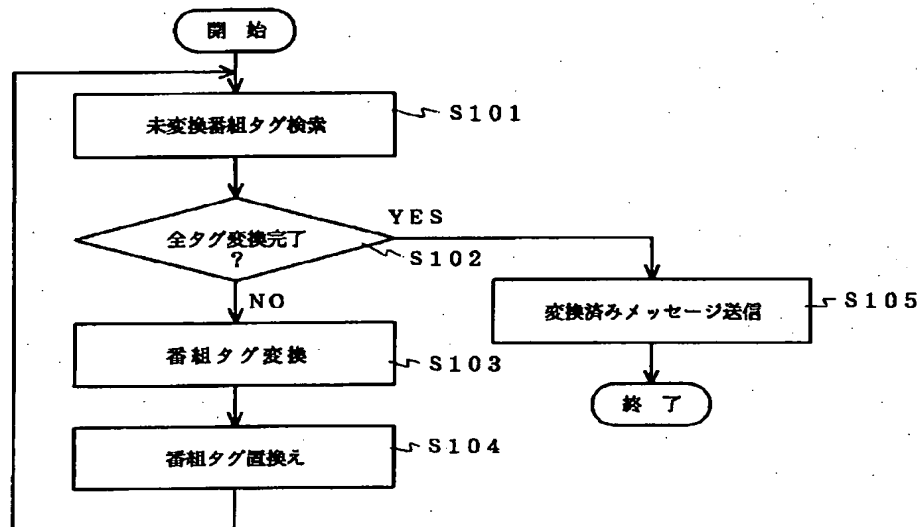 開 始
未変換番組タグ検索
S101
全タグ変換完了
?
YES
S102
NO
番組タグ変換
S103
変換済みメッセージ送信
S105
終 了
番組タグ置換え
S104